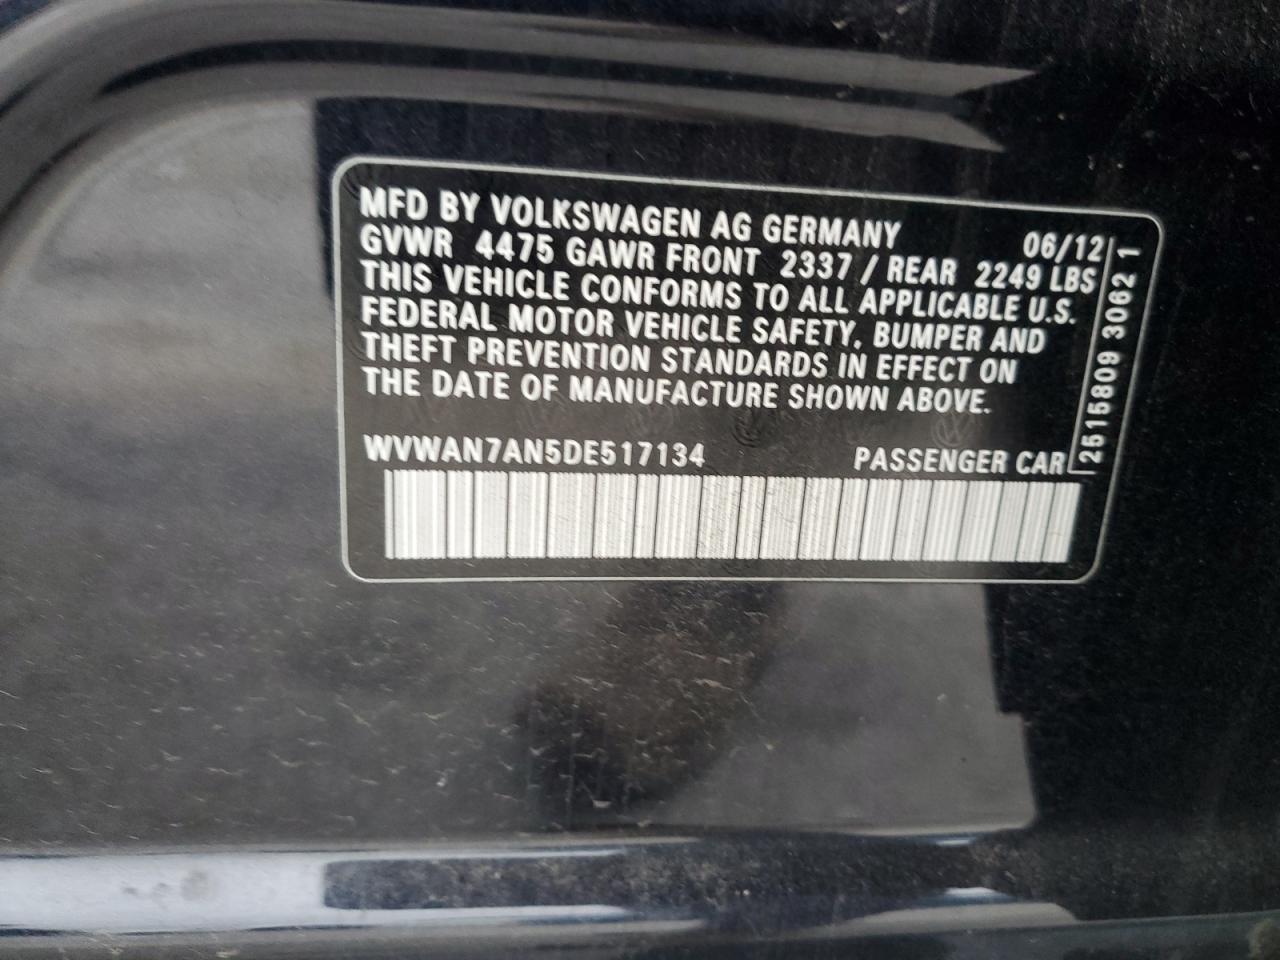 MFD BY VOLKSWAGEN AG GERMANY 06/12
GVWR 4475 GAWR FRONT 2337 / REAR 2249 LBS
THIS VEHICLE CONFORMS TO ALL APPLICABLE U.S.
FEDERAL MOTOR VEHICLE SAFETY, BUMPER AND
THEFT PREVENTION STANDARDS IN EFFECT ON
THE DATE OF MANUFACTURE SHOWN ABOVE.
WVWAN7AN5DE517134 PASSENGER CAR
2515809 3062 1